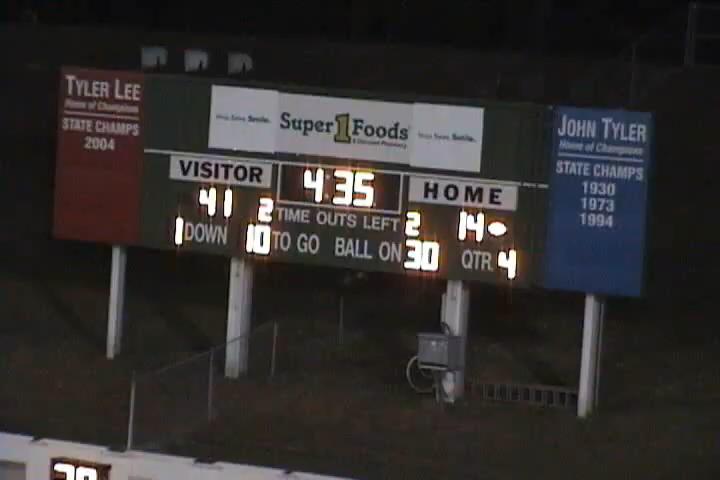 TYLER LEE
Home of Champions
STATE CHAMPS
2004
Super 1 Foods
Smile.
Smile.
JOHN TYLER
Home of Champions
STATE CHAMPS
1930
1973
1994
VISITOR
4:35
HOME
41 2 TIME OUTS LEFT 2 14
1 DOWN 10 TO GO BALL ON 30 QTR 4